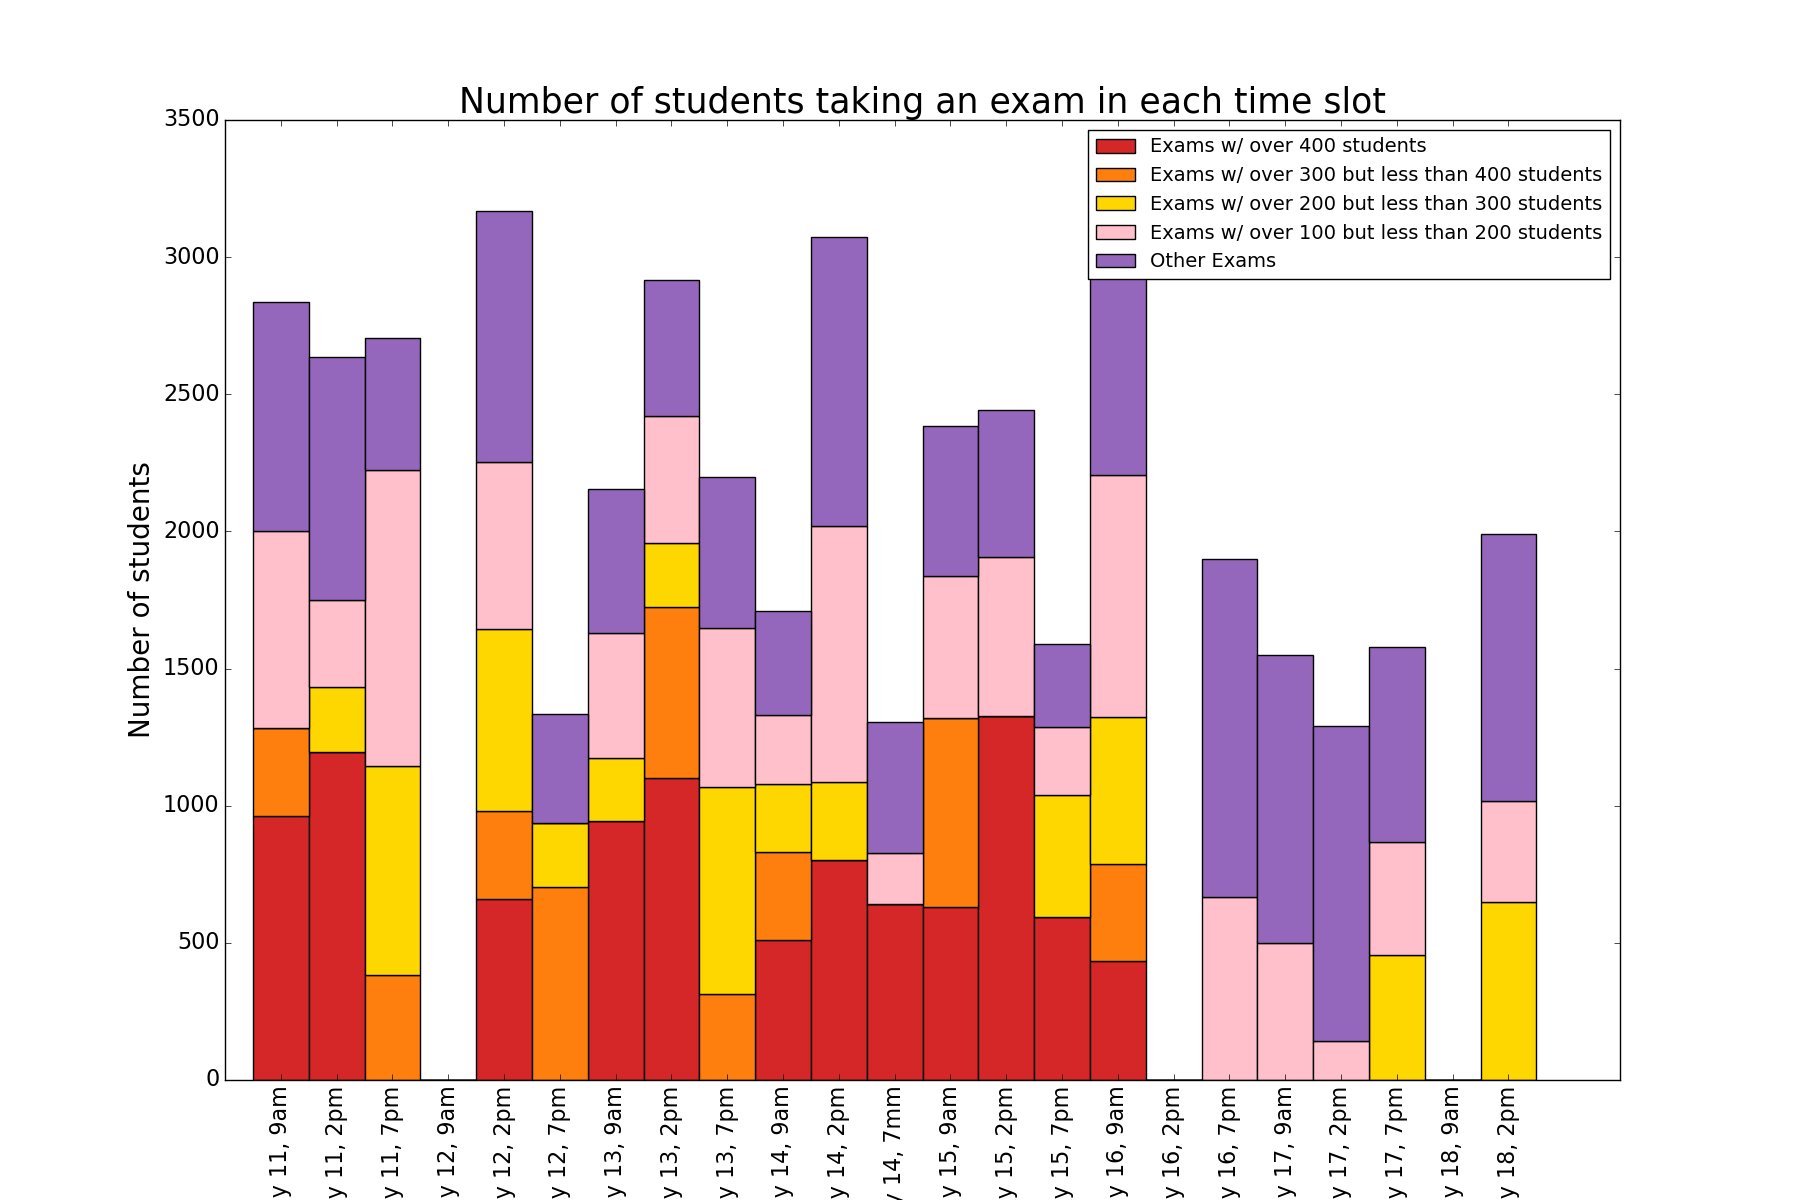 Number of students taking an exam in each time slot
Exams w/ over 400 students
Exams w/ over 300 but less than 400 students
Exams w/ over 200 but less than 300 students
Exams w/ over 100 but less than 200 students
Other Exams
Number of students
3500
3000
2500
2000
1500
1000
500
0
y 11, 9am
y 11, 2pm
y 11, 7pm
y 12, 9am
y 12, 2pm
y 12, 7pm
y 13, 9am
y 13, 2pm
y 13, 7pm
y 14, 9am
y 14, 2pm
y 14, 7mm
y 15, 9am
y 15, 2pm
y 15, 7pm
y 16, 9am
y 16, 2pm
y 16, 7pm
y 17, 9am
y 17, 2pm
y 17, 7pm
y 18, 9am
y 18, 2pm